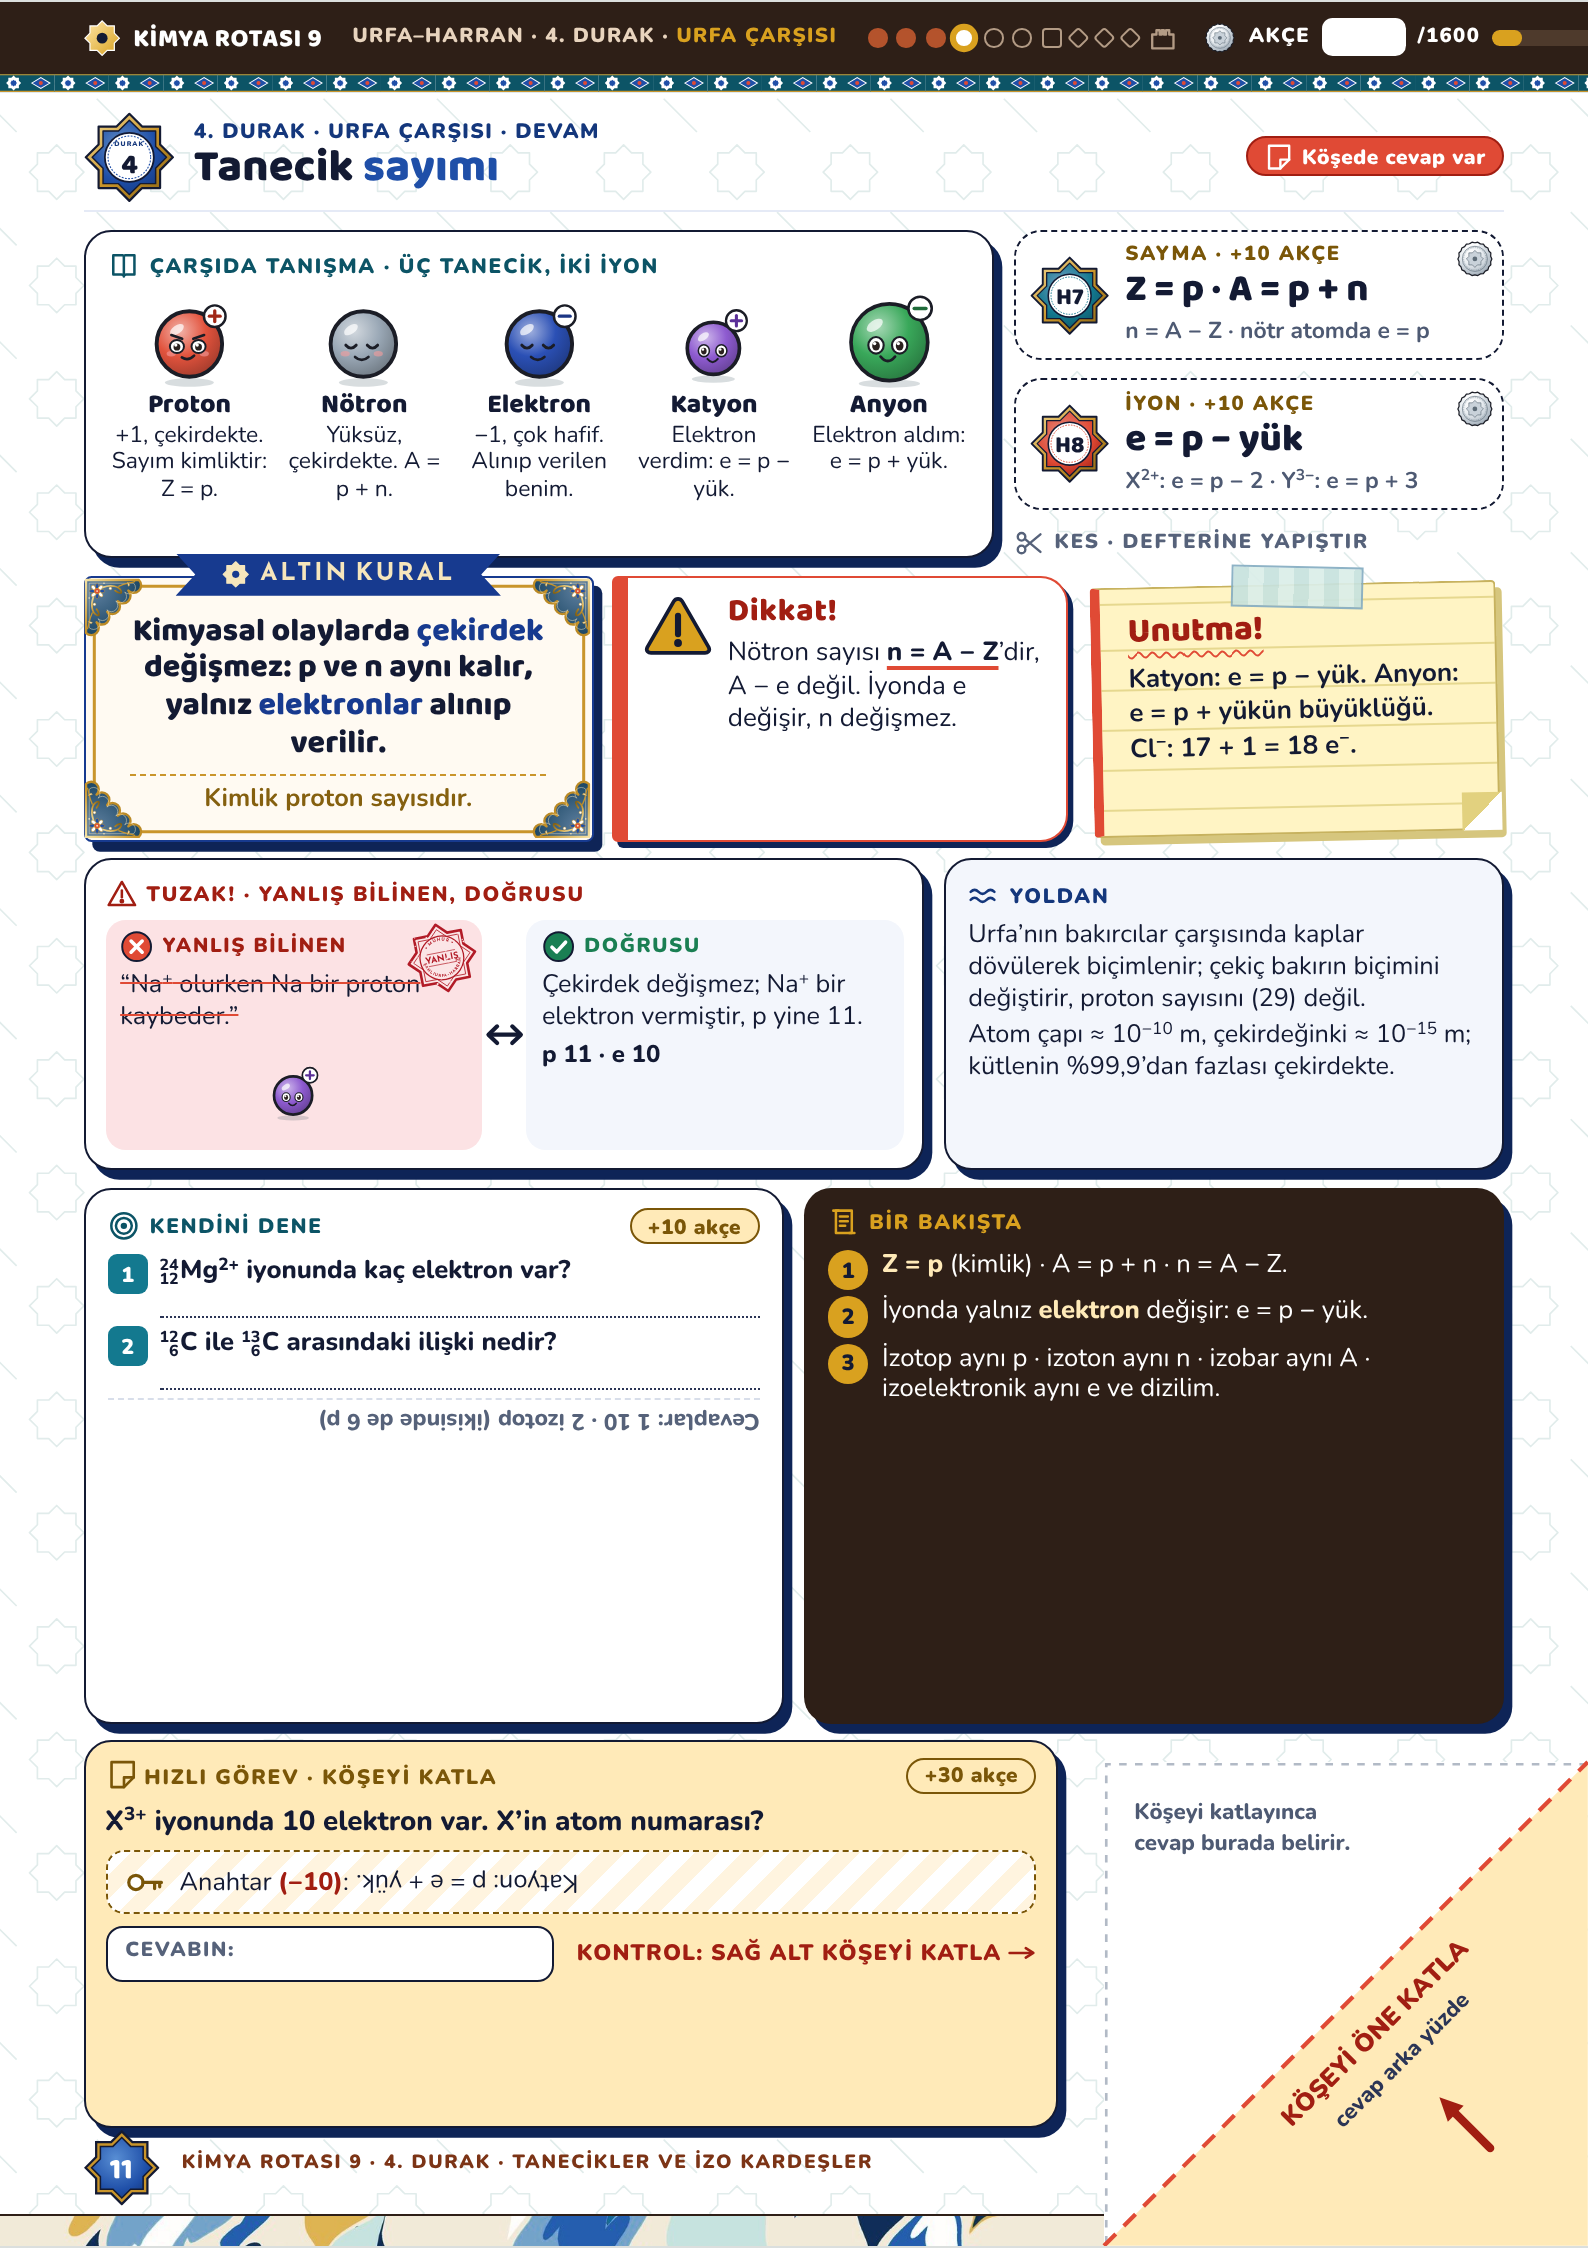 KİMYA ROTASI 9 URFA–HARRAN · 4. DURAK · URFA ÇARŞISI AKÇE /1600
DURAK
4
4. DURAK · URFA ÇARŞISI · DEVAM
Tanecik sayımı
Köşede cevap var
ÇARŞIDA TANIŞMA · ÜÇ TANECİK, İKİ İYON
Proton
+1, çekirdekte.
Sayım kimliktir:
Z = p.
Nötron
Yüksüz,
çekirdekte. A =
p + n.
Elektron
−1, çok hafif.
Alınıp verilen
benim.
Katyon
Elektron
verdim: e = p −
yük.
Anyon
Elektron aldım:
e = p + yük.
H7
SAYMA · +10 AKÇE
Z = p · A = p + n
n = A − Z · nötr atomda e = p
H8
İYON · +10 AKÇE
e = p − yük
X²⁺: e = p − 2 · Y³⁻: e = p + 3
KES · DEFTERİNE YAPIŞTIR
ALTIN KURAL
Kimyasal olaylarda çekirdek
değişmez: p ve n aynı kalır,
yalnız elektronlar alınıp
verilir.
Kimlik proton sayısıdır.
Dikkat!
Nötron sayısı n = A − Z’dir,
A − e değil. İyonda e
değişir, n değişmez.
Unutma!
Katyon: e = p − yük. Anyon:
e = p + yükün büyüklüğü.
Cl⁻: 17 + 1 = 18 e⁻.
TUZAK! · YANLIŞ BİLİNEN, DOĞRUSU
YANLIŞ BİLİNEN
YANLIŞ
“Na⁺ olurken Na bir proton
kaybeder.”
DOĞRUSU
Çekirdek değişmez; Na⁺ bir
elektron vermiştir, p yine 11.
p 11 · e 10
YOLDAN
Urfa’nın bakırcılar çarşısında kaplar
dövülerek biçimlenir; çekiç bakırın biçimini
değiştirir, proton sayısını (29) değil.
Atom çapı ≈ 10⁻¹⁰ m, çekirdeğinki ≈ 10⁻¹⁵ m;
kütlenin %99,9’dan fazlası çekirdekte.
KENDİNİ DENE
+10 akçe
1 ²⁴₁₂Mg²⁺ iyonunda kaç elektron var?
2 ¹²₆C ile ¹³₆C arasındaki ilişki nedir?
Cevaplar: 1 10 · 2 izotop (ikisinde de 6 p)
BİR BAKIŞTA
1 Z = p (kimlik) · A = p + n · n = A − Z.
2 İyonda yalnız elektron değişir: e = p − yük.
3 İzotop aynı p · izoton aynı n · izobar aynı A ·
izoelektronik aynı e ve dizilim.
HIZLI GÖREV · KÖŞEYİ KATLA
+30 akçe
X³⁺ iyonunda 10 elektron var. X’in atom numarası?
Anahtar (−10): Katyon: p = e + yük.
CEVABIN:
KONTROL: SAĞ ALT KÖŞEYİ KATLA →
Köşeyi katlayınca
cevap burada belirir.
KÖŞEYİ ÖNE KATLA
cevap arka yüzde
11
KİMYA ROTASI 9 · 4. DURAK · TANECİKLER VE İZO KARDEŞLER